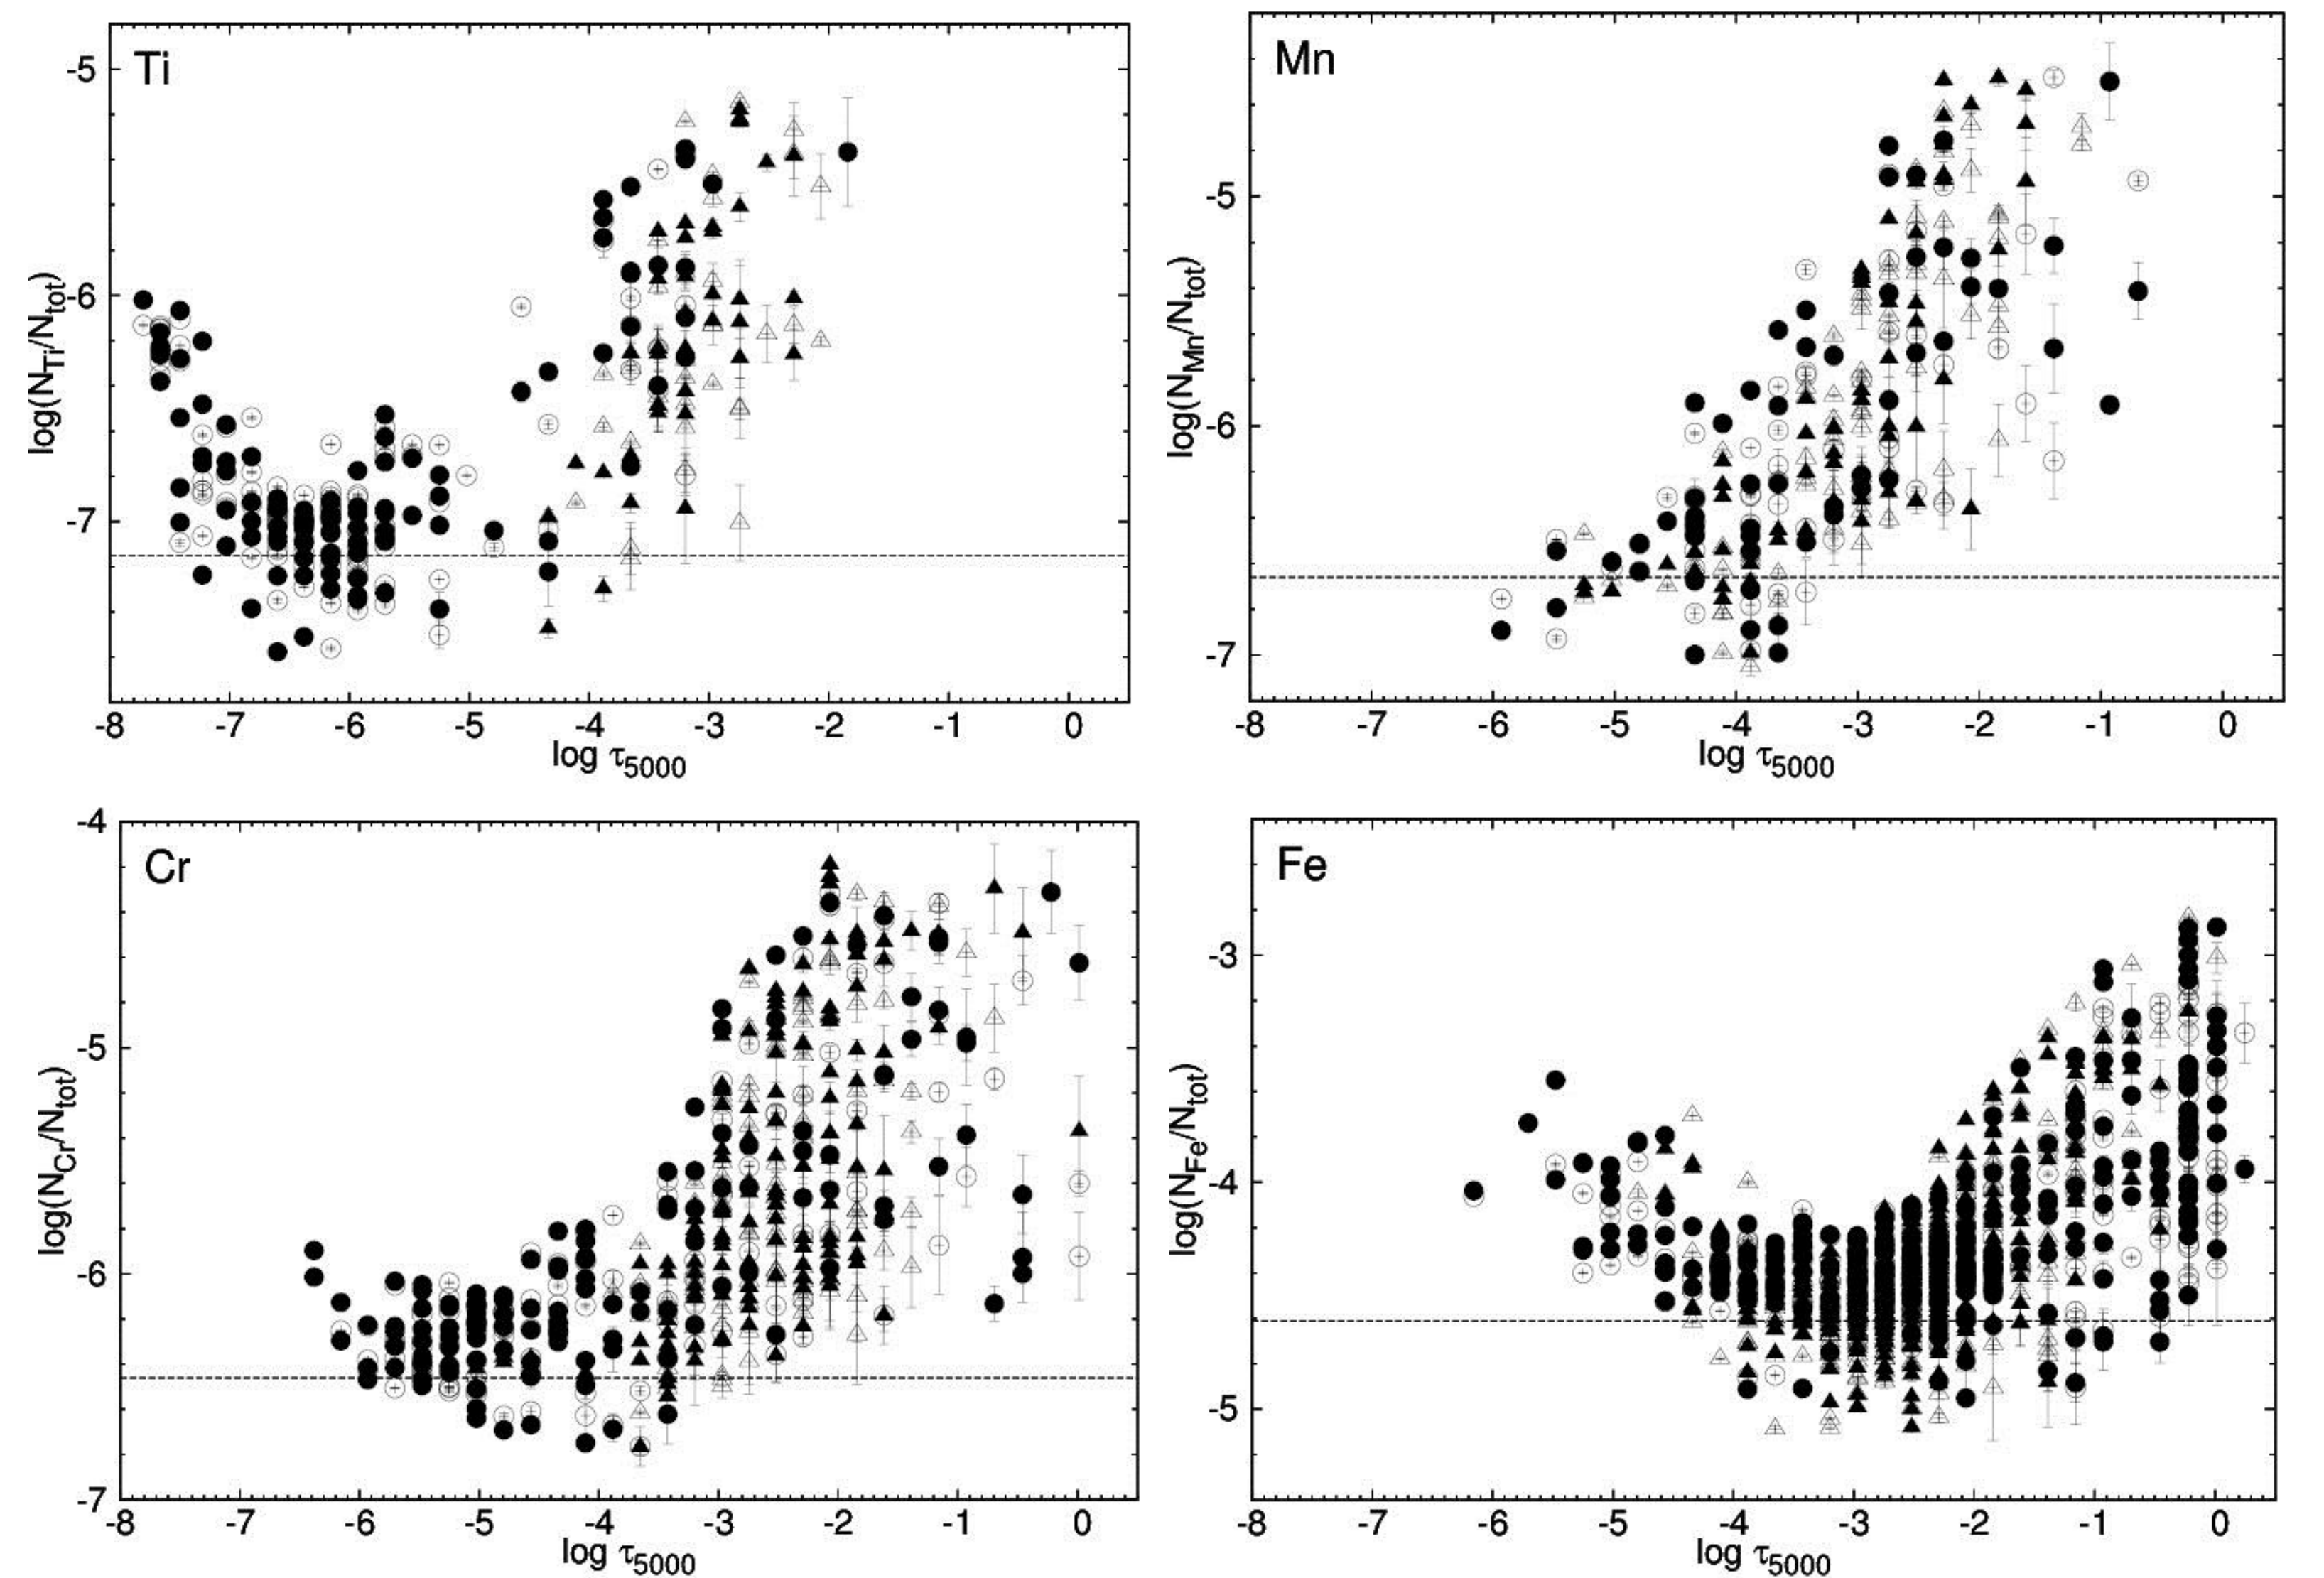 Ti
-5
-6
-7
log(N_Ti/N_tot)
-8 -7 -6 -5 -4 -3 -2 -1 0
log τ_5000
Mn
-5
-6
-7
log(N_Mn/N_tot)
-8 -7 -6 -5 -4 -3 -2 -1 0
log τ_5000
Cr
-4
-5
-6
-7
log(N_Cr/N_tot)
-8 -7 -6 -5 -4 -3 -2 -1 0
log τ_5000
Fe
-3
-4
-5
log(N_Fe/N_tot)
-8 -7 -6 -5 -4 -3 -2 -1 0
log τ_5000